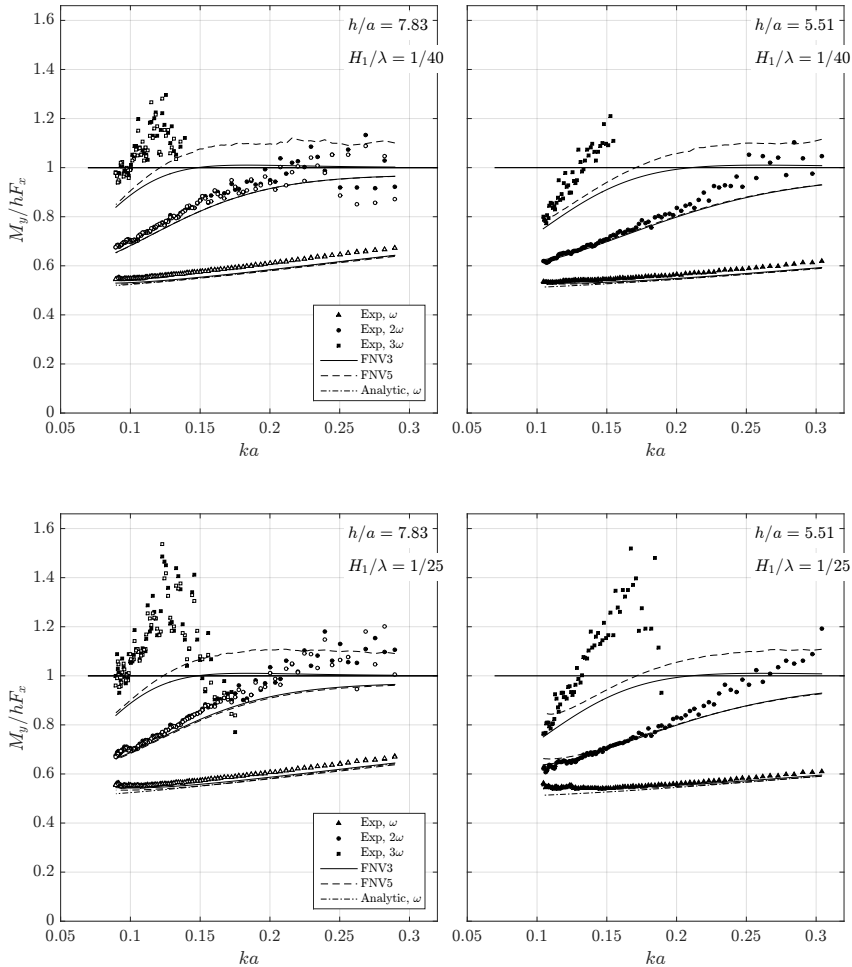 1.6
1.4
1.2
1
0.8
0.6
0.4
0.2
0
M_y/hF_x
h/a = 7.83
H_1/λ = 1/40
Exp, ω
Exp, 2ω
Exp, 3ω
FNV3
FNV5
Analytic, ω
0.05 0.1 0.15 0.2 0.25 0.3
ka
h/a = 5.51
H_1/λ = 1/40
0.05 0.1 0.15 0.2 0.25 0.3
ka
1.6
1.4
1.2
1
0.8
0.6
0.4
0.2
0
M_y/hF_x
h/a = 7.83
H_1/λ = 1/25
Exp, ω
Exp, 2ω
Exp, 3ω
FNV3
FNV5
Analytic, ω
0.05 0.1 0.15 0.2 0.25 0.3
ka
h/a = 5.51
H_1/λ = 1/25
0.05 0.1 0.15 0.2 0.25 0.3
ka